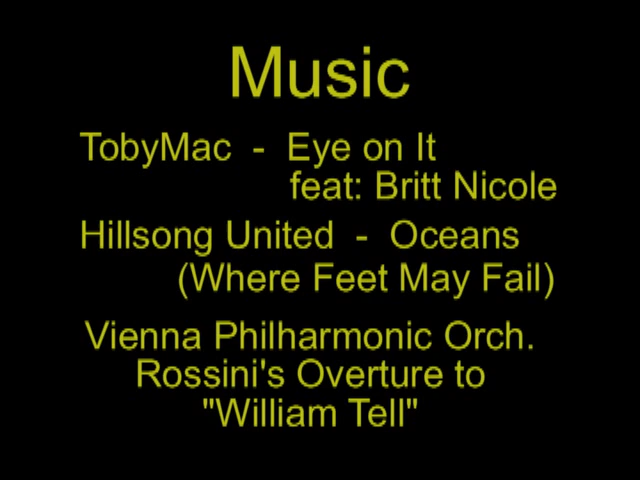 Music
TobyMac - Eye on It
feat: Britt Nicole
Hillsong United - Oceans
(Where Feet May Fail)
Vienna Philharmonic Orch.
Rossini's Overture to
"William Tell"